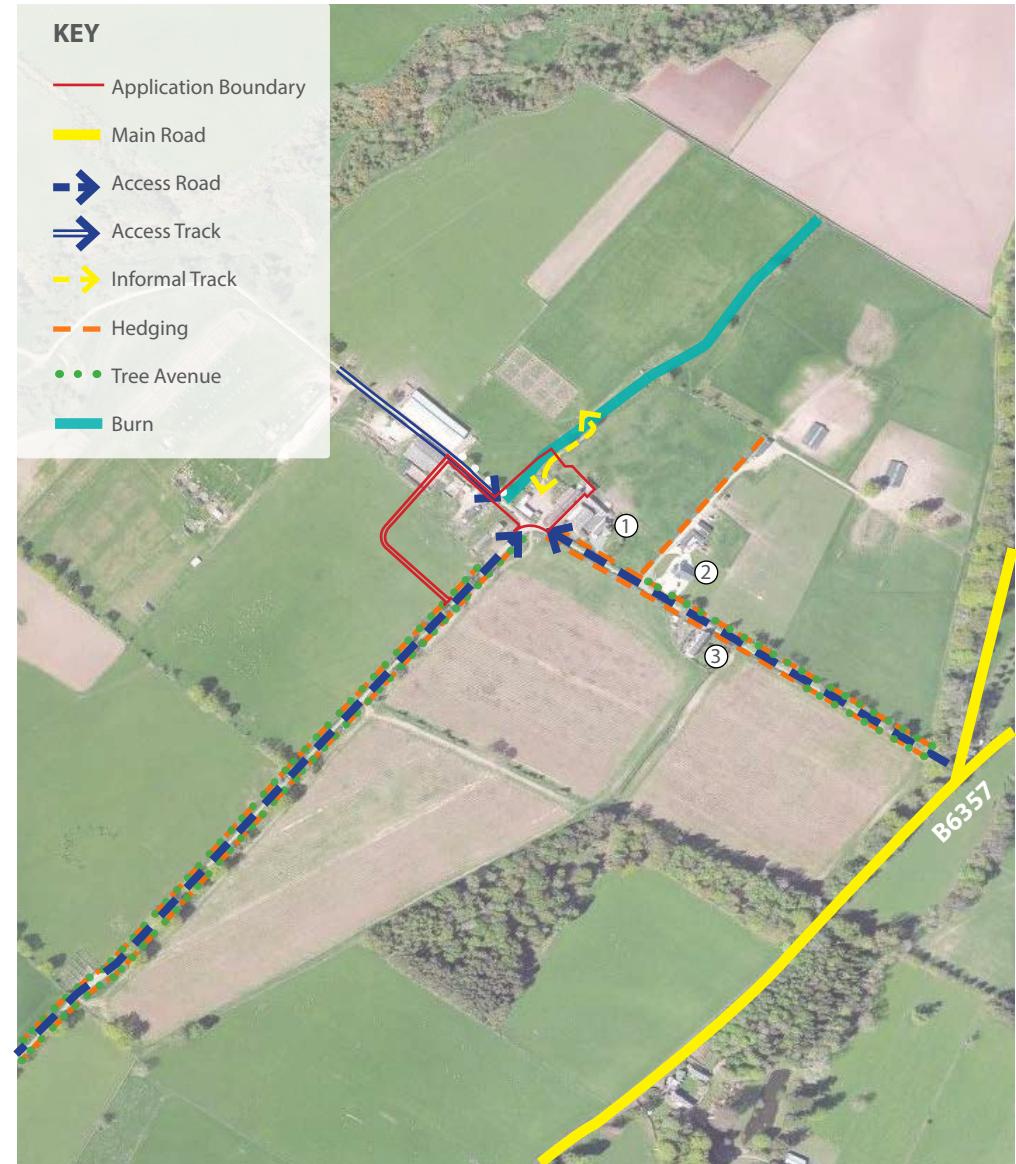 KEY
Application Boundary
Main Road
Access Road
Access Track
Informal Track
Hedging
Tree Avenue
Burn
1
2
3
B6357